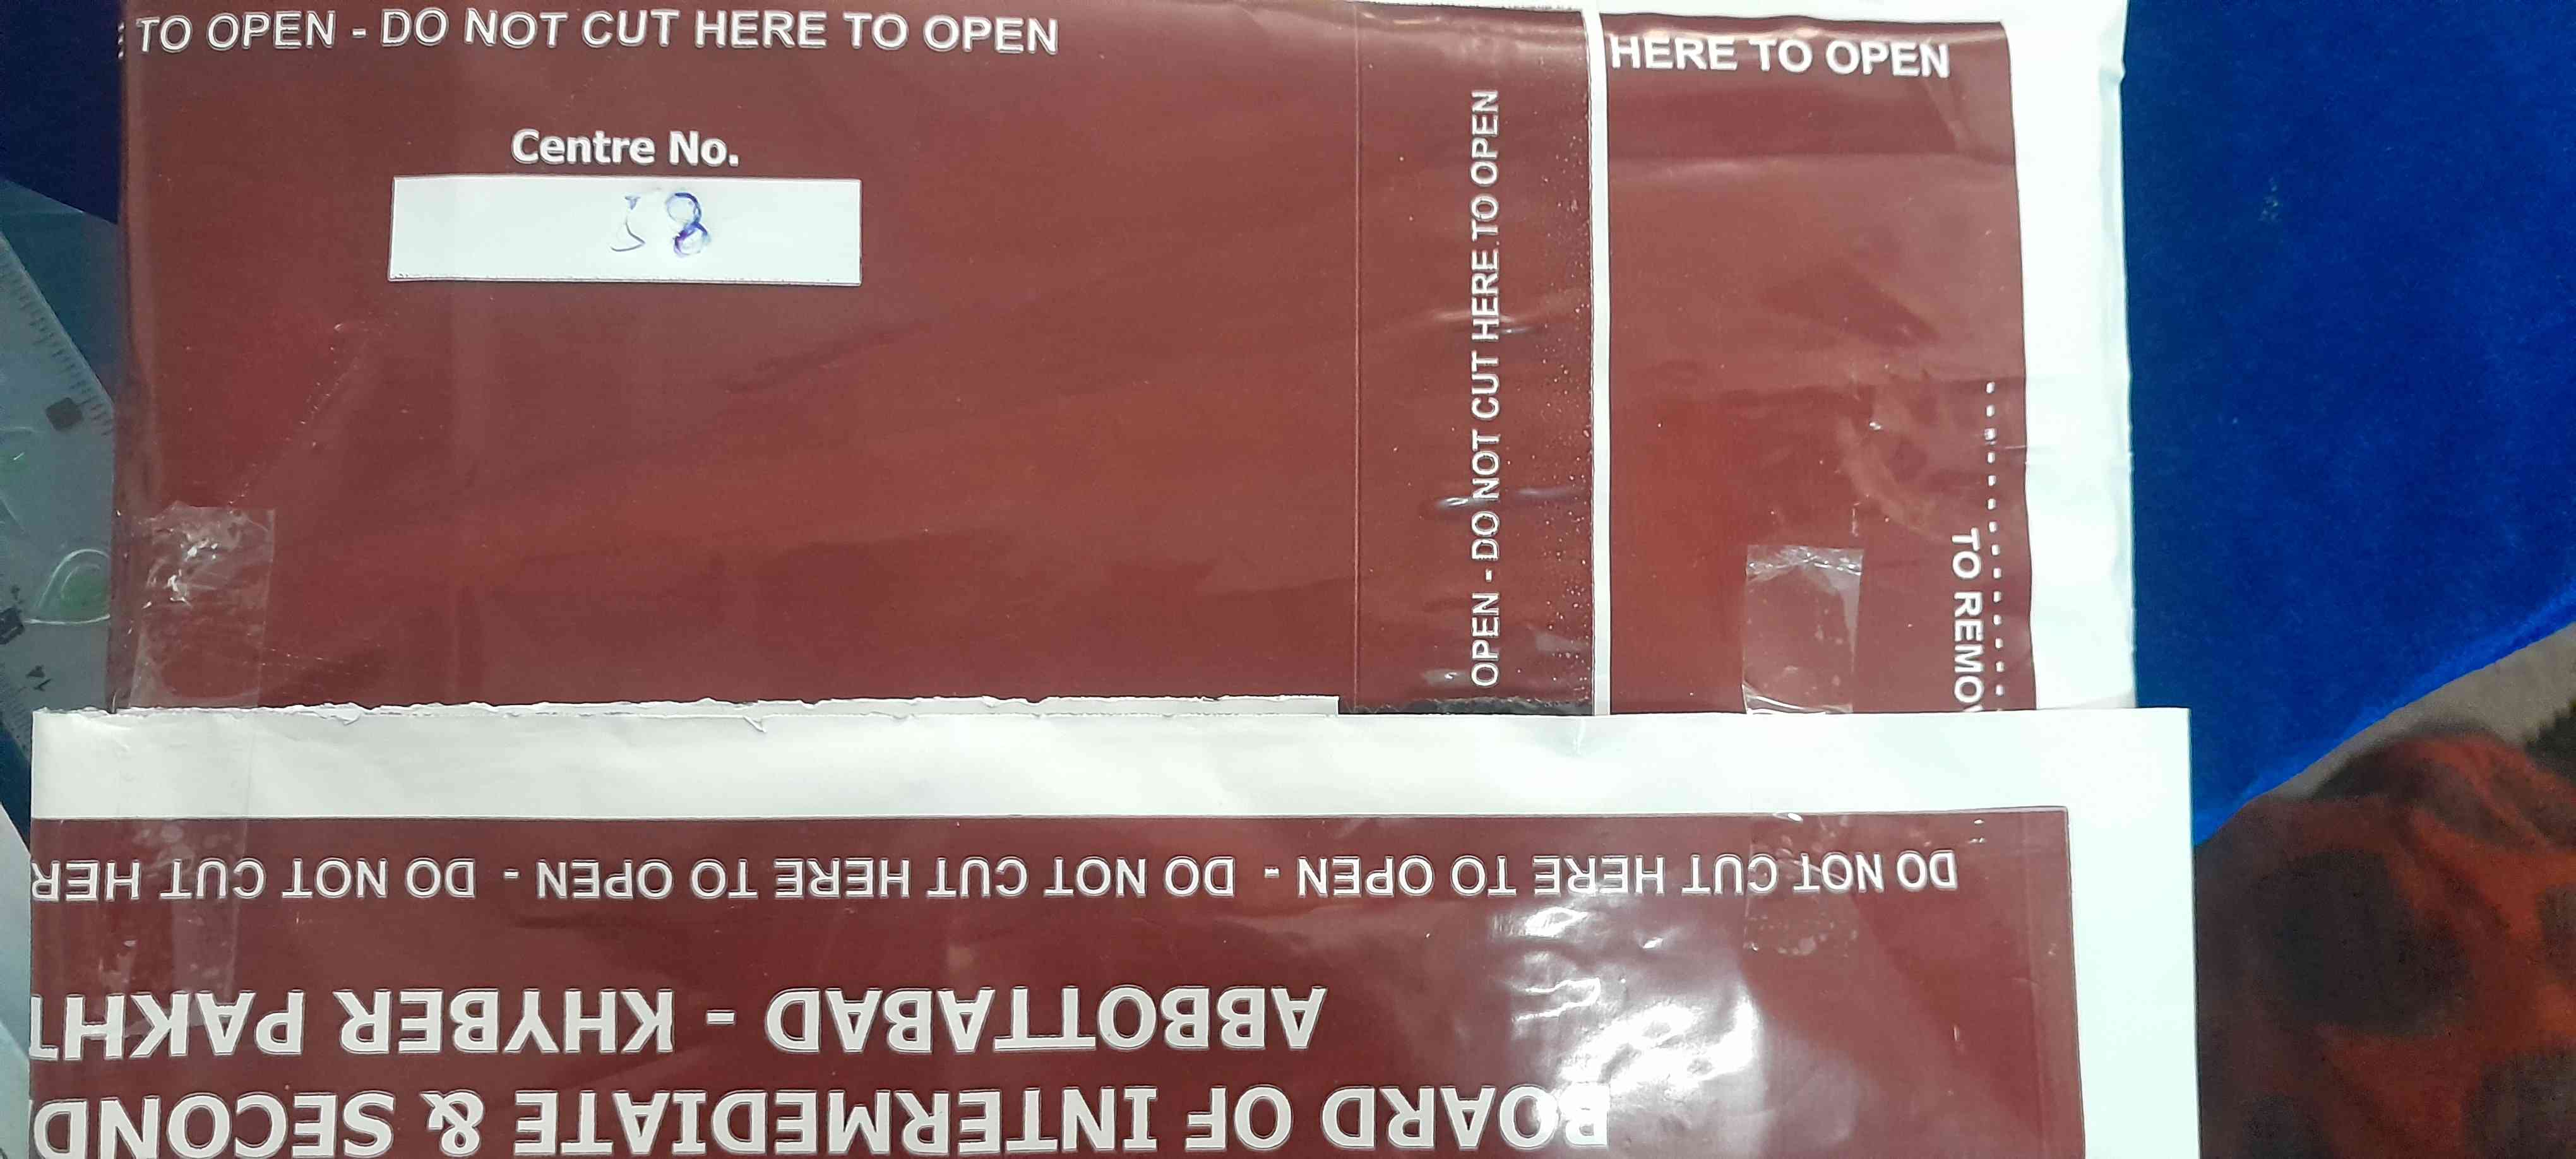 TO OPEN - DO NOT CUT HERE TO OPEN
HERE TO OPEN
Centre No.
58
OPEN - DO NOT CUT HERE TO OPEN
TO REMOV
DO NOT CUT HERE TO OPEN - DO NOT CUT HERE TO OPEN - DO NOT CUT HER
BOARD OF INTERMEDIATE & SECOND
ABBOTTABAD - KHYBER PAKHT